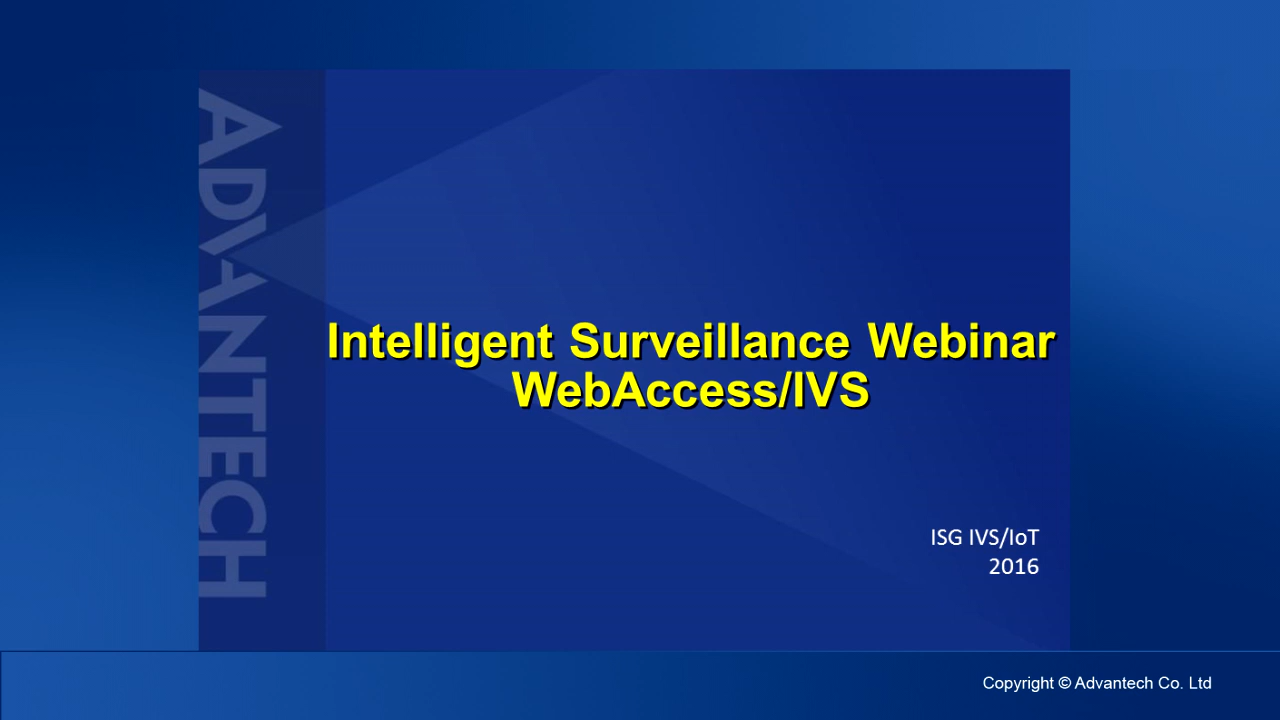 ADVANTECH
Intelligent Surveillance Webinar
WebAccess/IVS
ISG IVS/IoT
2016
Copyright © Advantech Co. Ltd